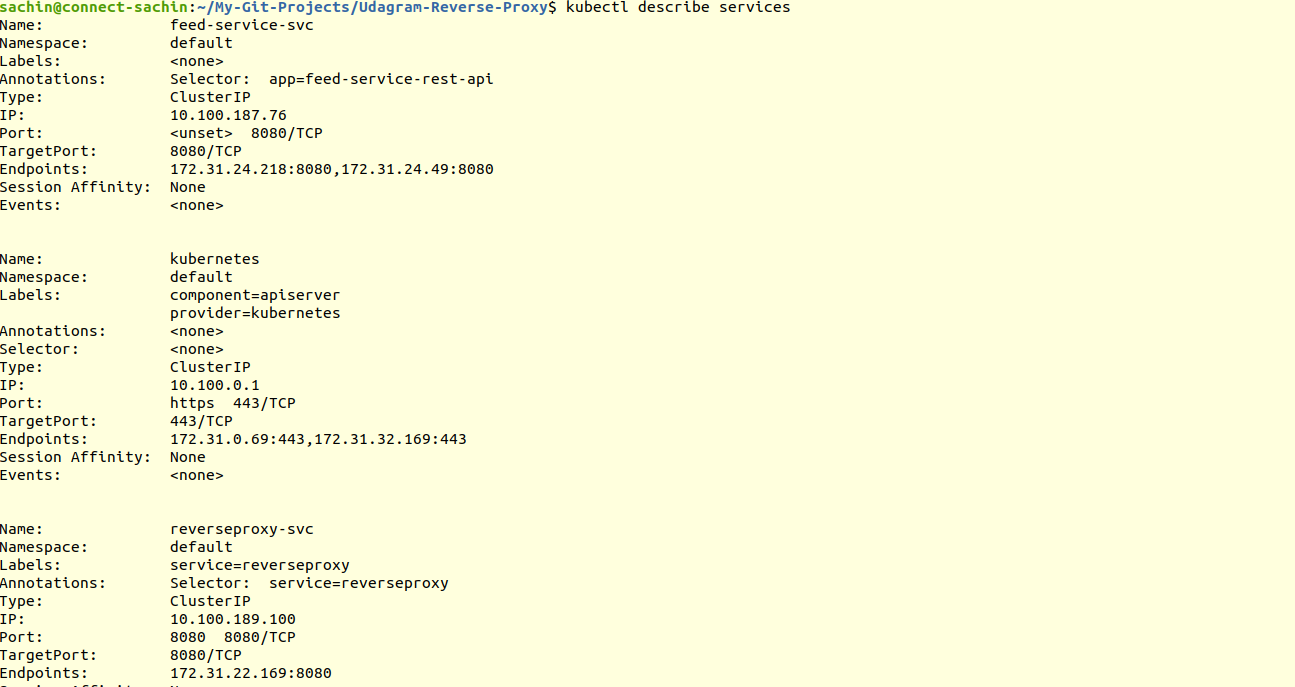 sachin@connect-sachin:~/My-Git-Projects/Udagram-Reverse-Proxy$ kubectl describe services
Name:              feed-service-svc
Namespace:         default
Labels:            <none>
Annotations:       Selector:  app=feed-service-rest-api
Type:              ClusterIP
IP:                10.100.187.76
Port:              <unset>  8080/TCP
TargetPort:        8080/TCP
Endpoints:         172.31.24.218:8080,172.31.24.49:8080
Session Affinity:  None
Events:            <none>
Name:              kubernetes
Namespace:         default
Labels:            component=apiserver
                   provider=kubernetes
Annotations:       <none>
Selector:          <none>
Type:              ClusterIP
IP:                10.100.0.1
Port:              https  443/TCP
TargetPort:        443/TCP
Endpoints:         172.31.0.69:443,172.31.32.169:443
Session Affinity:  None
Events:            <none>
Name:              reverseproxy-svc
Namespace:         default
Labels:            service=reverseproxy
Annotations:       Selector:  service=reverseproxy
Type:              ClusterIP
IP:                10.100.189.100
Port:              8080  8080/TCP
TargetPort:        8080/TCP
Endpoints:         172.31.22.169:8080